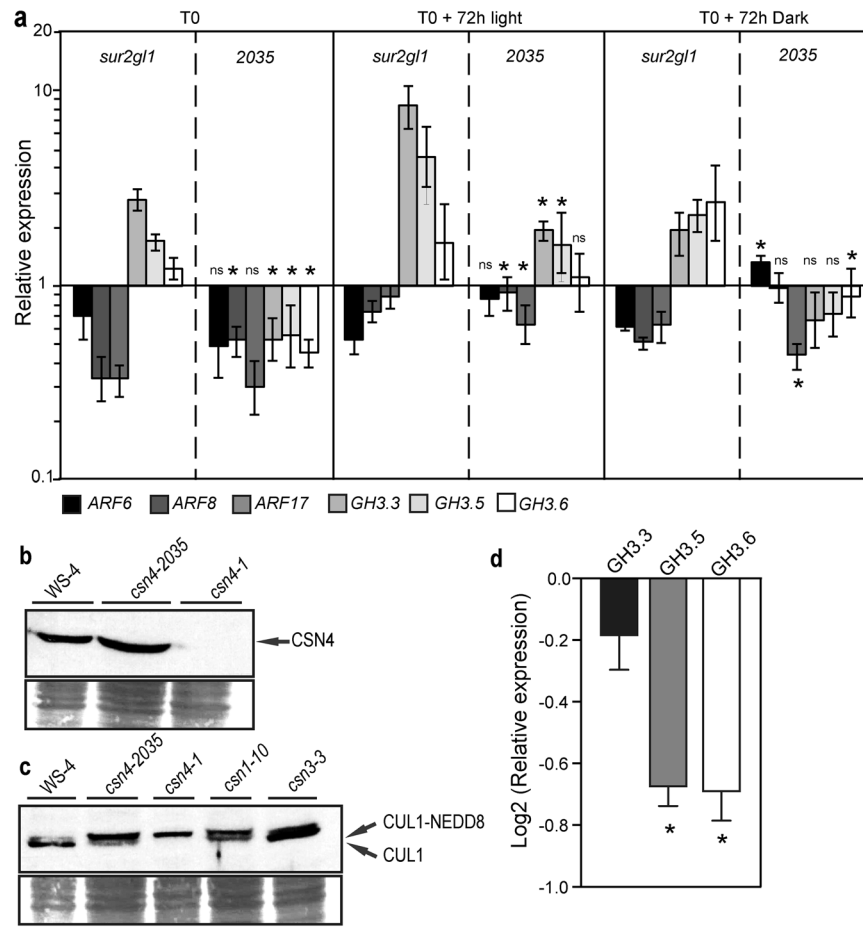 a
T0
T0 + 72h light
T0 + 72h Dark
sur2gl1
2035
sur2gl1
2035
sur2gl1
2035
Relative expression
20
10
1
0.1
ns * ns * * *
ns * * * * ns
* ns * ns ns *
ARF6 ARF8 ARF17 GH3.3 GH3.5 GH3.6
b
WS-4
csn4-2035
csn4-1
CSN4
c
WS-4
csn4-2035
csn4-1
csn1-10
csn3-3
CUL1-NEDD8
CUL1
d
GH3.3
GH3.5
GH3.6
Log2 (Relative expression)
0.0
-0.2
-0.4
-0.6
-0.8
-1.0
*
*